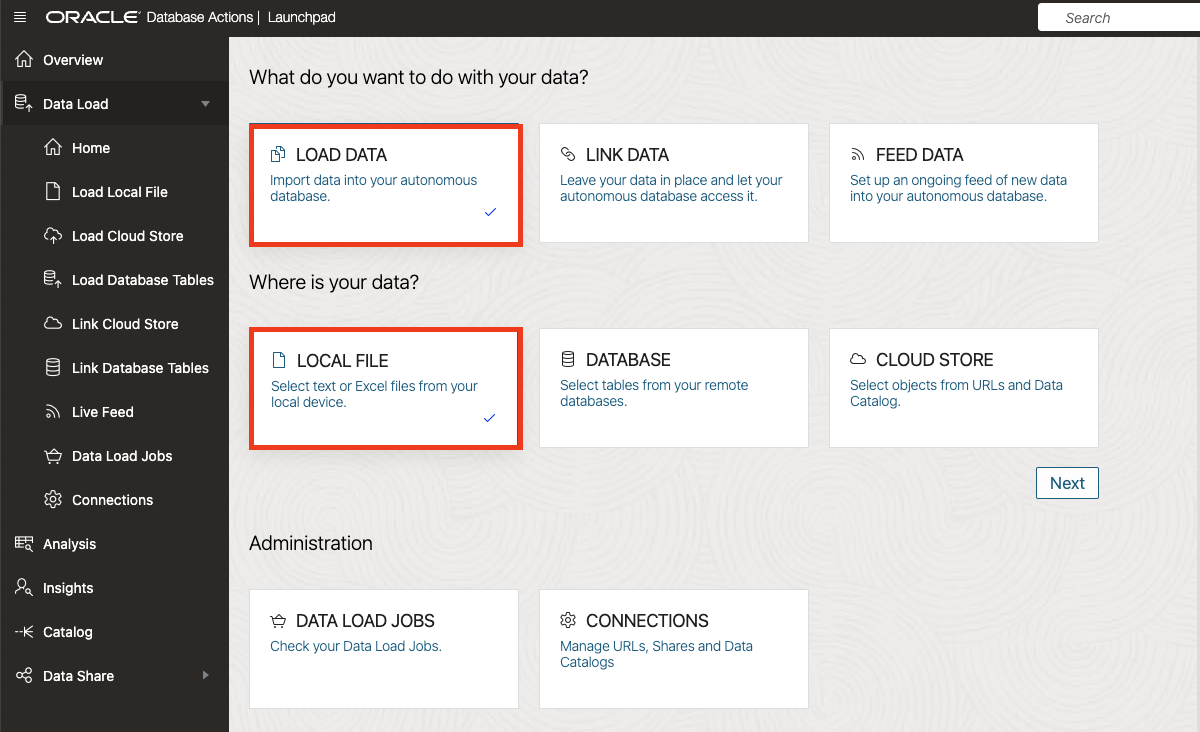 ORACLE Database Actions | Launchpad
Search
Overview
Data Load
Home
Load Local File
Load Cloud Store
Load Database Tables
Link Cloud Store
Link Database Tables
Live Feed
Data Load Jobs
Connections
Analysis
Insights
Catalog
Data Share
What do you want to do with your data?
LOAD DATA
Import data into your autonomous
database.
LINK DATA
Leave your data in place and let your
autonomous database access it.
FEED DATA
Set up an ongoing feed of new data
into your autonomous database.
Where is your data?
LOCAL FILE
Select text or Excel files from your
local device.
DATABASE
Select tables from your remote
databases.
CLOUD STORE
Select objects from URLs and Data
Catalog.
Next
Administration
DATA LOAD JOBS
Check your Data Load Jobs.
CONNECTIONS
Manage URLs, Shares and Data
Catalogs